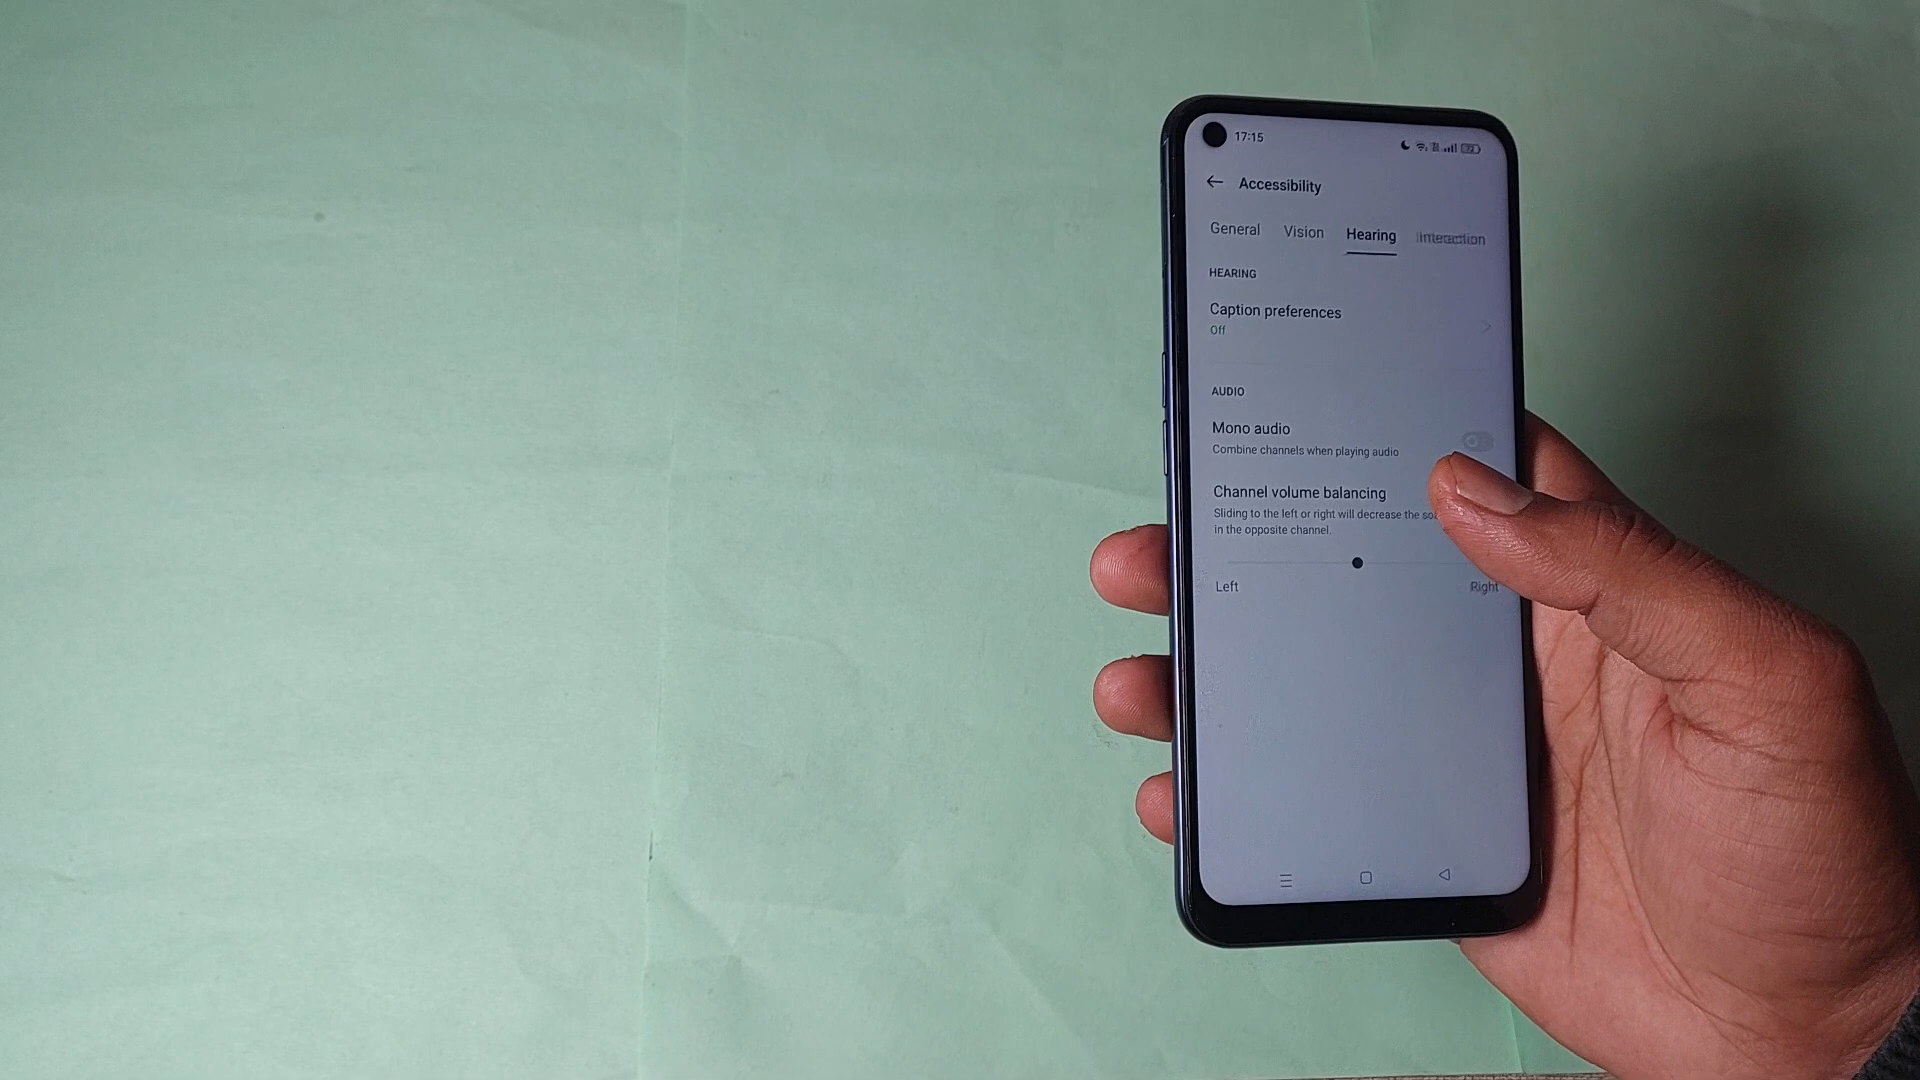 17:15
Accessibility
General Vision Hearing Interaction
HEARING
Caption preferences
Off
AUDIO
Mono audio
Combine channels when playing audio
Channel volume balancing
Sliding to the left or right will decrease the
in the opposite channel.
Left Right